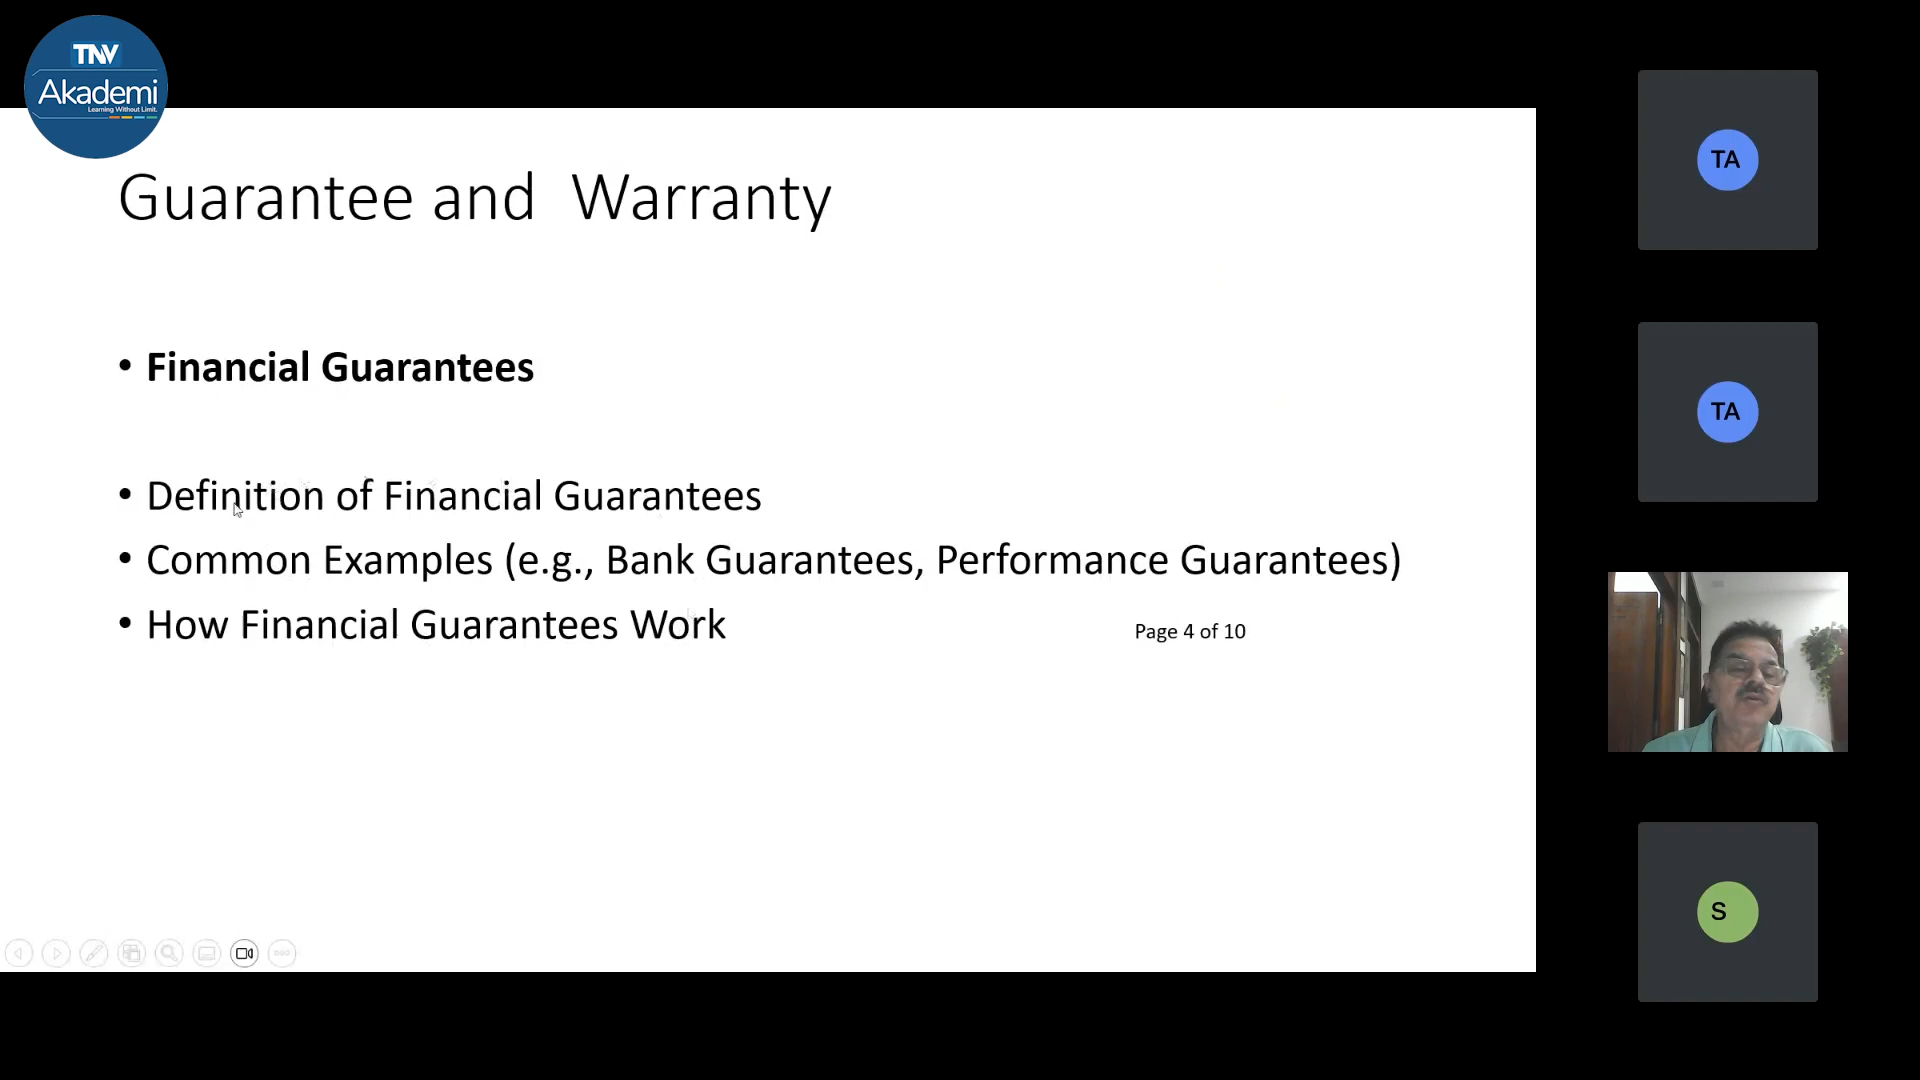 TNV
Akademi
Learning Without Limit.
Guarantee and Warranty
• Financial Guarantees
• Definition of Financial Guarantees
• Common Examples (e.g., Bank Guarantees, Performance Guarantees)
• How Financial Guarantees Work
Page 4 of 10
TA
TA
S